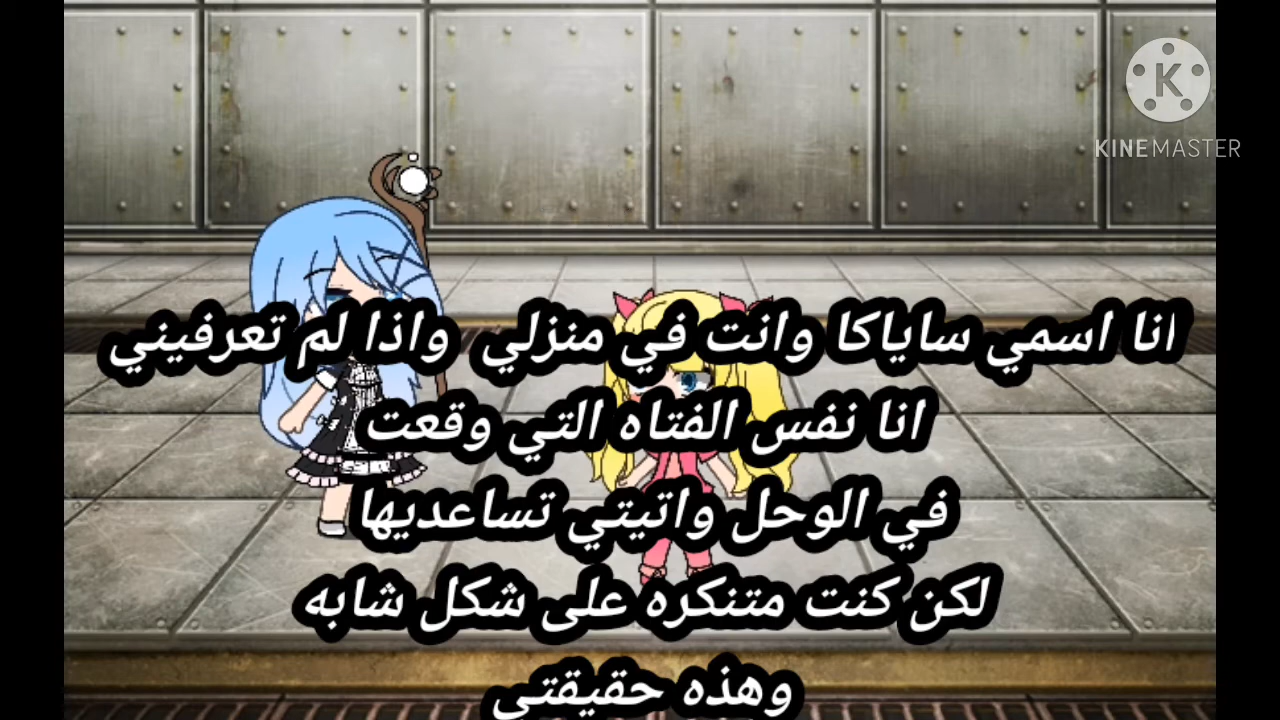 KINEMASTER
انا اسمي ساياكا وانت في منزلي واذا لم تعرفيني
انا نفس الفتاه التي وقعت
في الوحل واتيتي تساعديها
لكن كنت متنكره على شكل شابه
وهذه حقيقتي